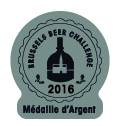 BRUSSELS BEER CHALLENGE
2016
Médaille d'Argent